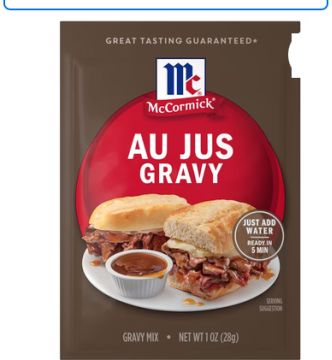 GREAT TASTING GUARANTEED*
Mc
McCormick®
AU JUS
GRAVY
JUST ADD
WATER
READY IN
5 MIN
SERVING
SUGGESTION
GRAVY MIX • NET WT 1 OZ (28g)